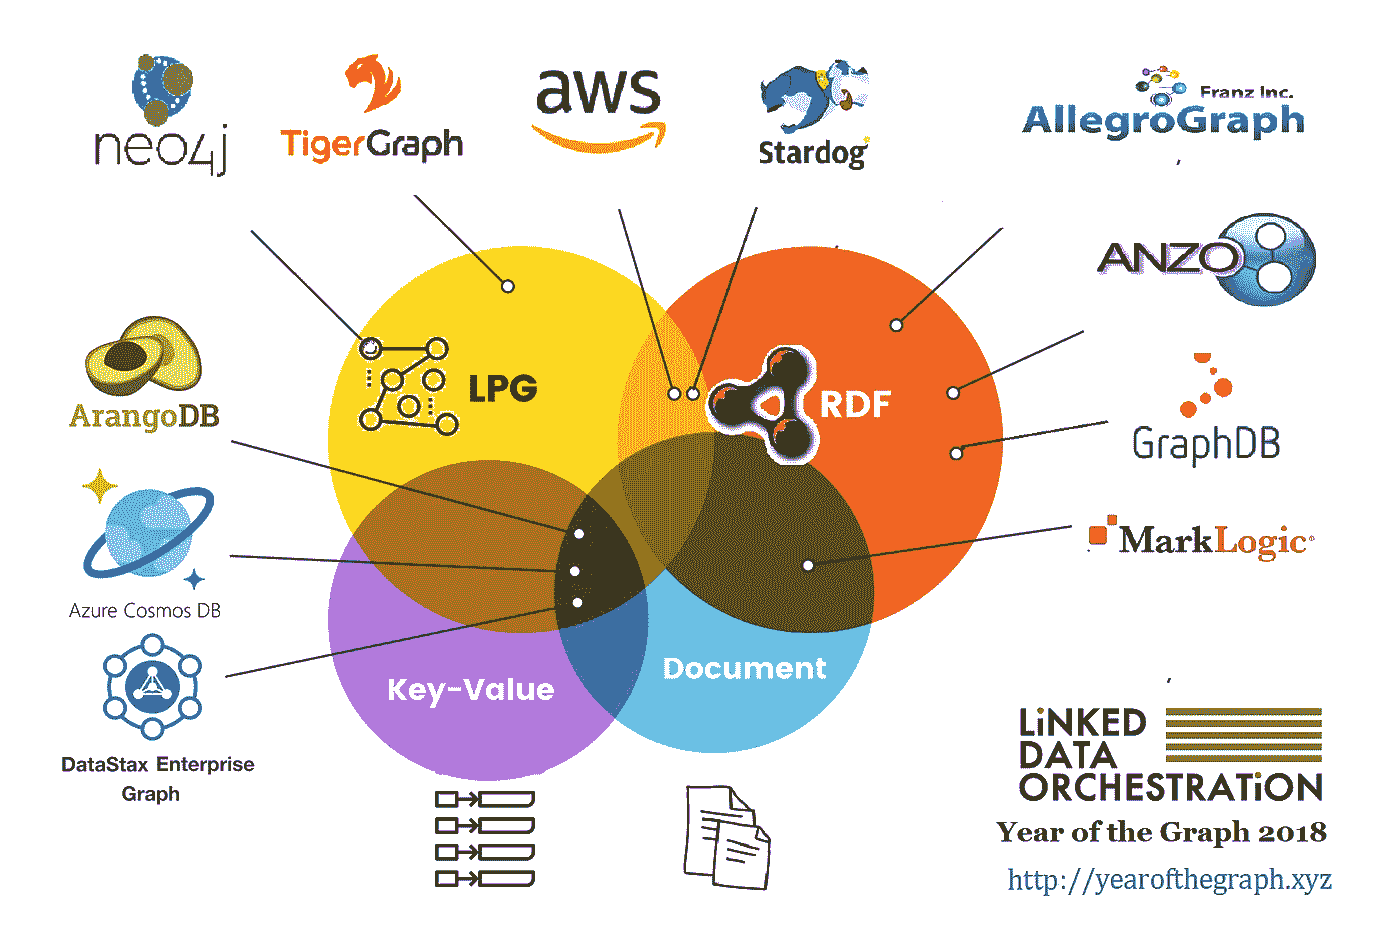 neo4j
TigerGraph
aws
Stardog
Franz Inc.
AllegroGraph
ANZO
ArangoDB
LPG
RDF
GraphDB
Azure Cosmos DB
MarkLogic
Key-Value
Document
DataStax Enterprise
Graph
LiNKED
DATA
ORCHESTRATiON
Year of the Graph 2018
http://yearofthegraph.xyz